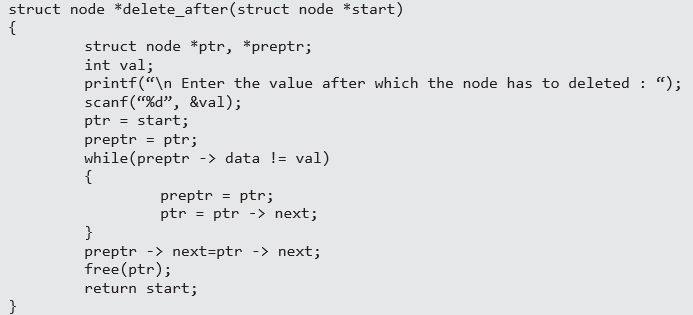 struct node *delete_after(struct node *start)
{
struct node *ptr, *preptr;
int val;
printf(“\n Enter the value after which the node has to deleted : “);
scanf(“%d”, &val);
ptr = start;
preptr = ptr;
while(preptr -> data != val)
{
preptr = ptr;
ptr = ptr -> next;
}
preptr -> next=ptr -> next;
free(ptr);
return start;
}